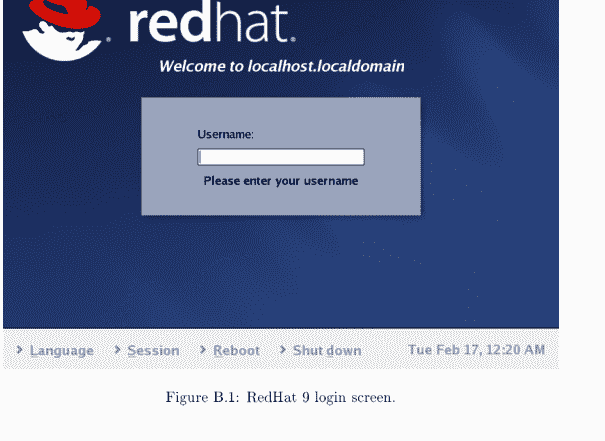 redhat.
Welcome to localhost.localdomain
Username:
Please enter your username
Language Session Reboot Shut down Tue Feb 17, 12:20 AM
Figure B.1: RedHat 9 login screen.